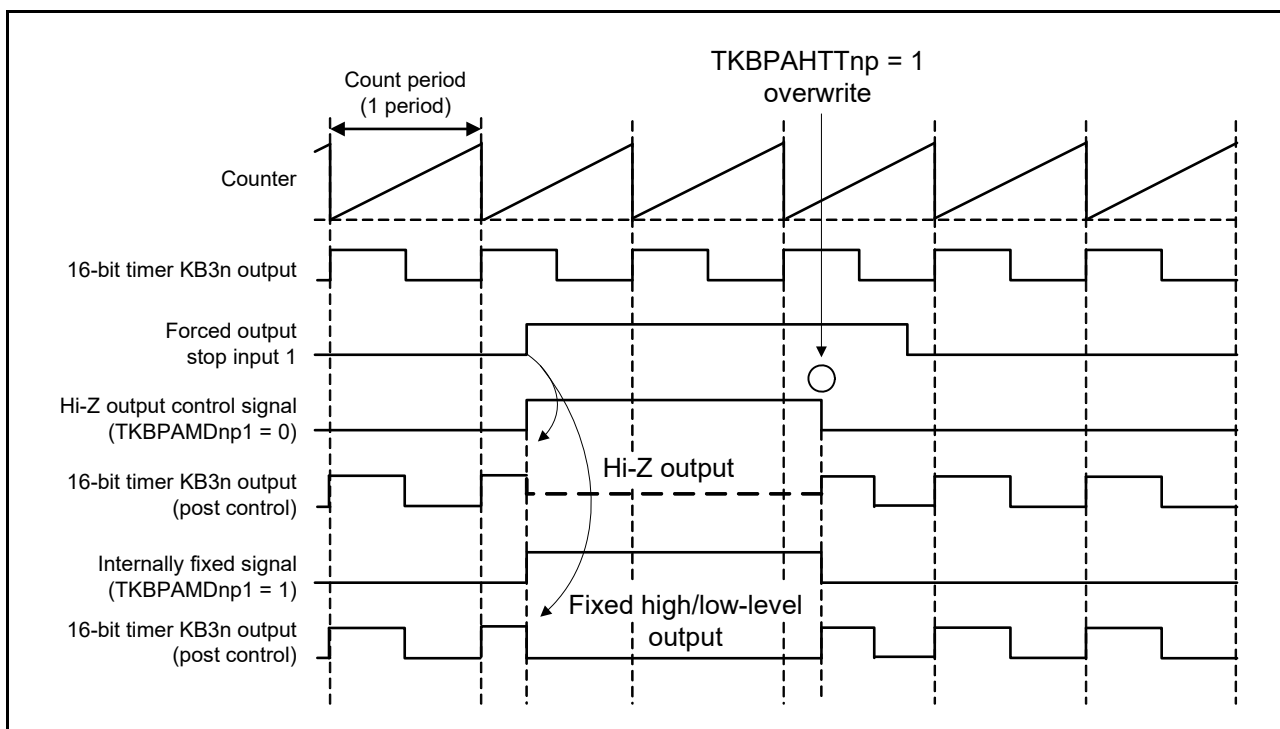 TKBPAHTTnp = 1
overwrite
Count period
(1 period)
Counter
16-bit timer KB3n output
Forced output
stop input 1
Hi-Z output control signal
(TKBPAMDnp1 = 0)
Hi-Z output
16-bit timer KB3n output
(post control)
Internally fixed signal
(TKBPAMDnp1 = 1)
Fixed high/low-level
output
16-bit timer KB3n output
(post control)